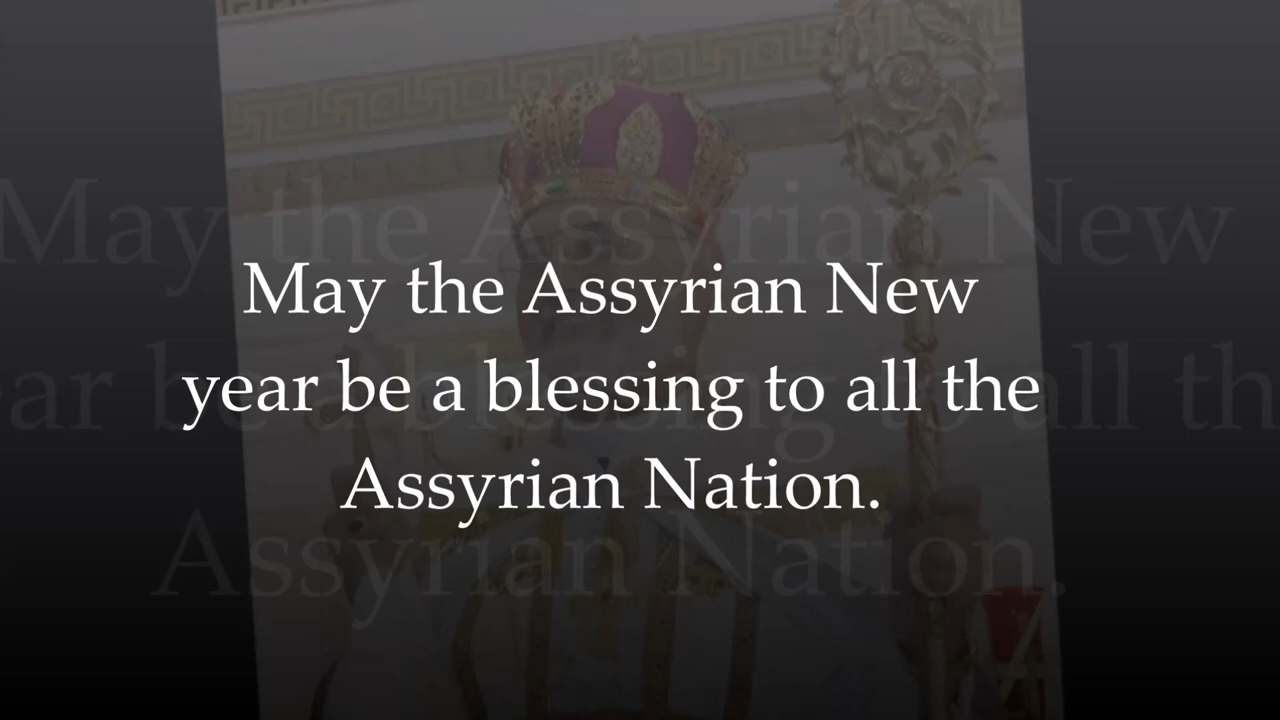 May the Assyrian New
year be a blessing to all the
Assyrian Nation.